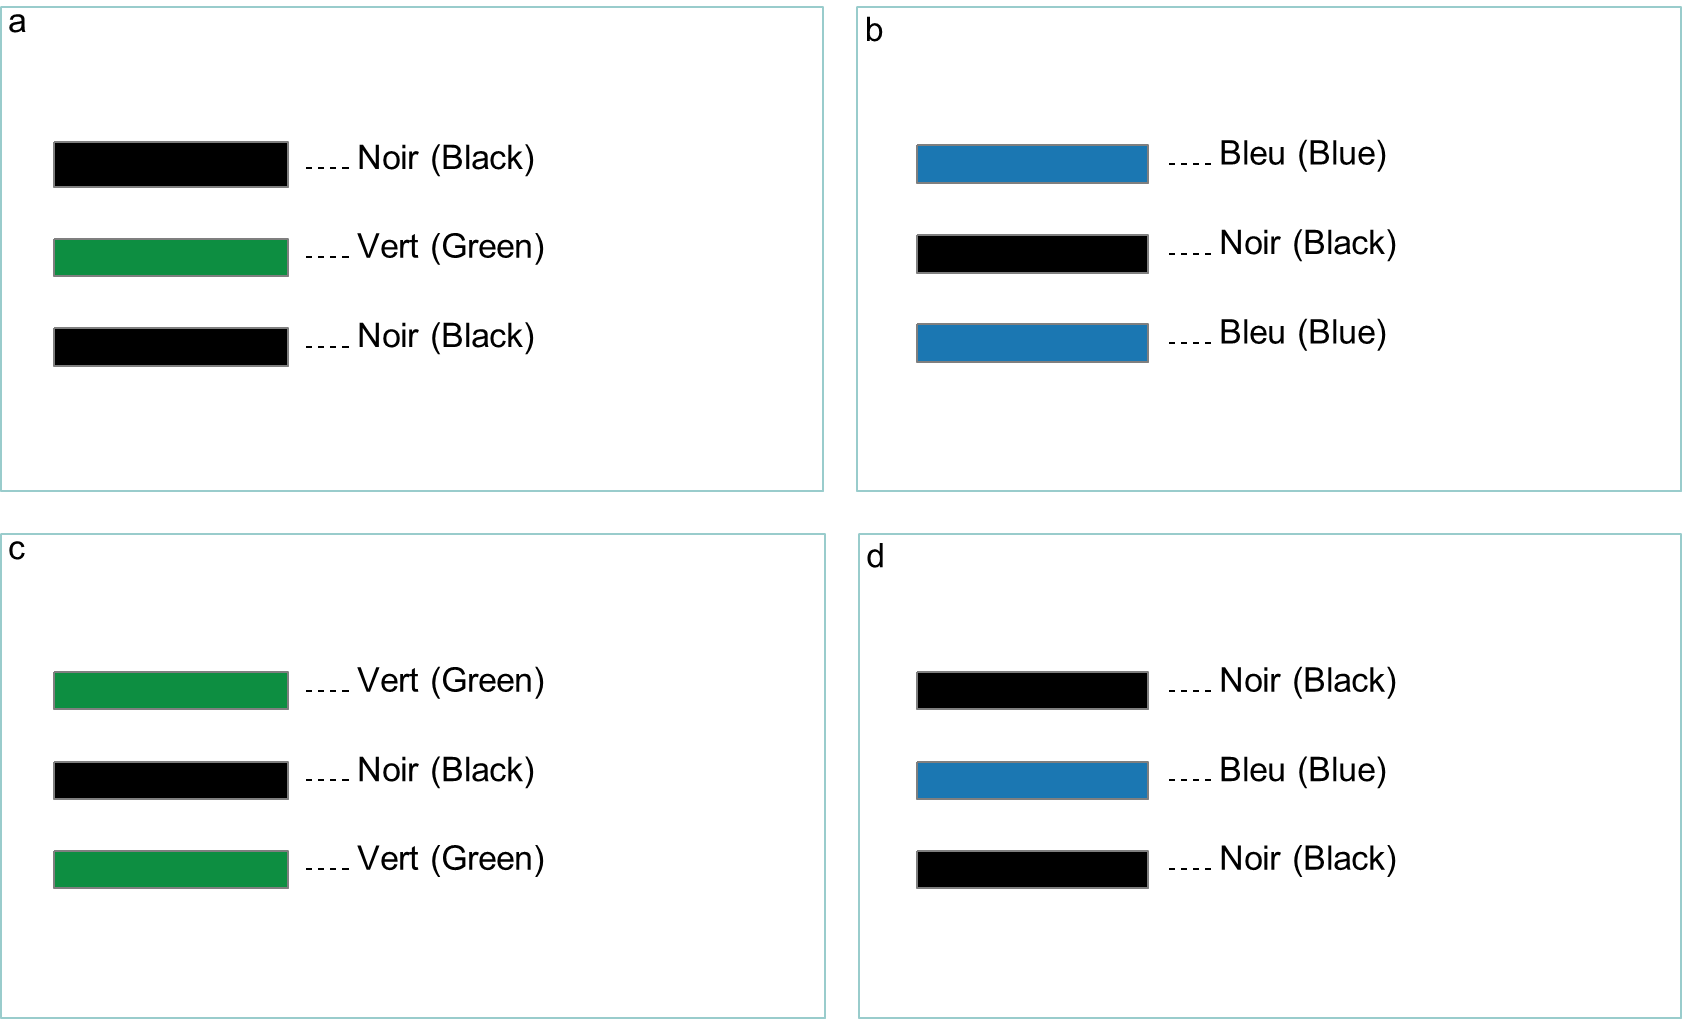 a
Noir (Black)
Vert (Green)
Noir (Black)
b
Bleu (Blue)
Noir (Black)
Bleu (Blue)
c
Vert (Green)
Noir (Black)
Vert (Green)
d
Noir (Black)
Bleu (Blue)
Noir (Black)